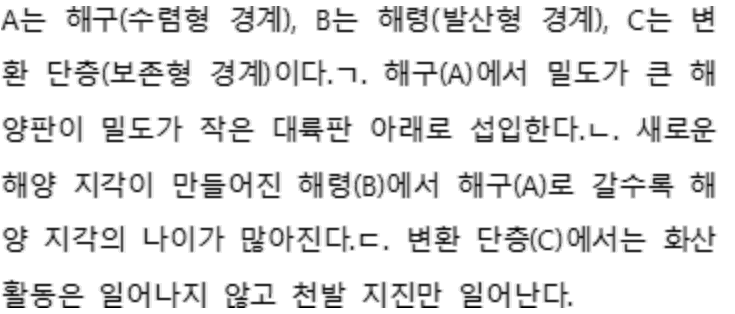 A는 해구(수렴형 경계), B는 해령(발산형 경계), C는 변
환 단층(보존형 경계)이다.ㄱ. 해구(A)에서 밀도가 큰 해
양판이 밀도가 작은 대륙판 아래로 섭입한다.ㄴ. 새로운
해양 지각이 만들어진 해령(B)에서 해구(A)로 갈수록 해
양 지각의 나이가 많아진다.ㄷ. 변환 단층(C)에서는 화산
활동은 일어나지 않고 천발 지진만 일어난다.